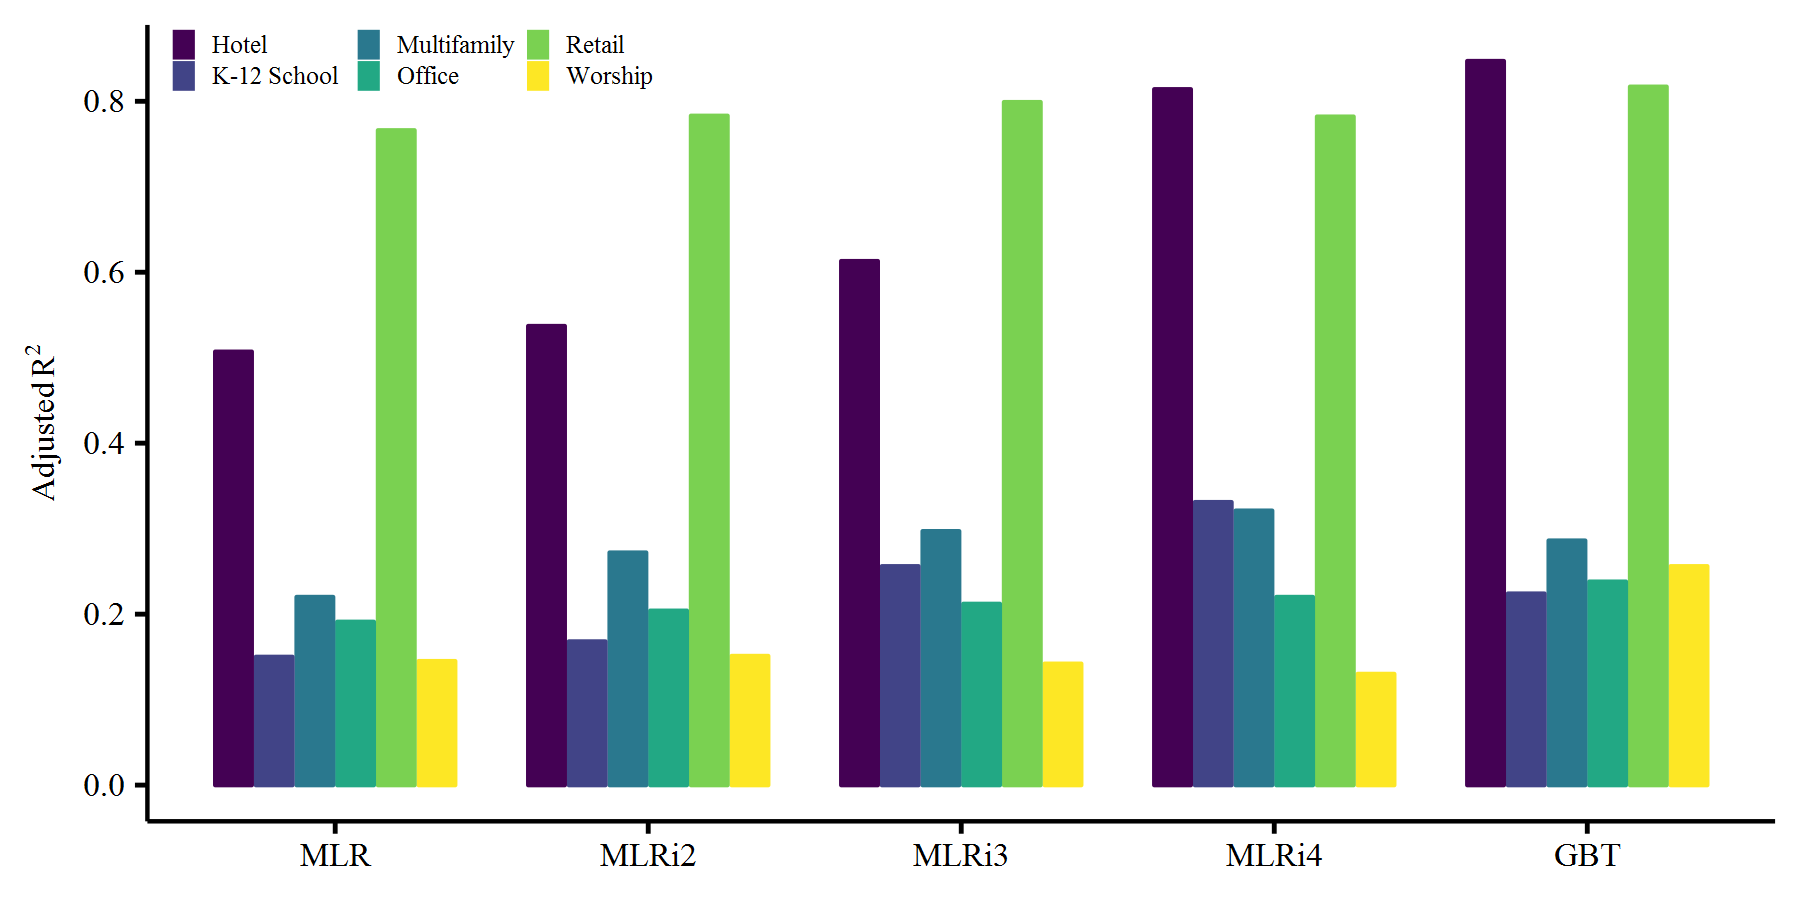 Hotel
Multifamily
Retail
K-12 School
Office
Worship
0.8
0.6
0.4
0.2
0.0
Adjusted R²
MLR
MLRi2
MLRi3
MLRi4
GBT